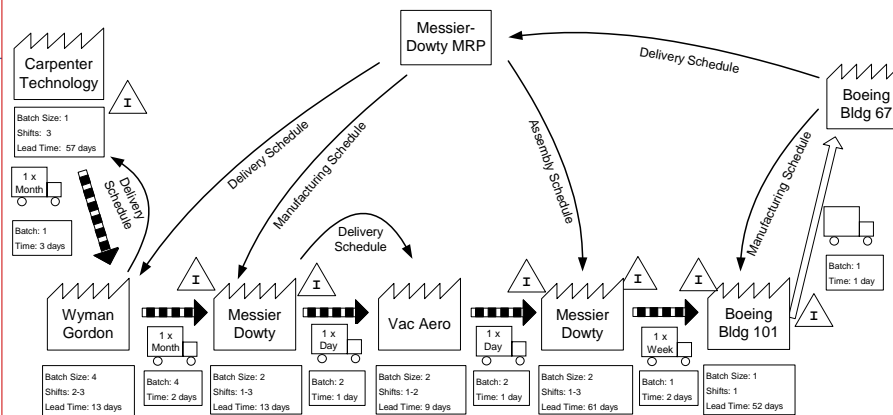 Messier-
Dowty MRP
Carpenter
Technology
I
Batch Size: 1
Shifts: 3
Lead Time: 57 days
1 x
Month
Delivery
Schedule
Batch: 1
Time: 3 days
Delivery Schedule
Manufacturing Schedule
Assembly Schedule
Delivery Schedule
Boeing
Bldg 67
Manufacturing Schedule
Batch: 1
Time: 1 day
I
Delivery
Schedule
Wyman
Gordon
I
Messier
Dowty
I
Vac Aero
I
Messier
Dowty
I
I
Boeing
Bldg 101
1 x
Month
1 x
Day
1 x
Day
1 x
Week
Batch Size: 4
Shifts: 2-3
Lead Time: 13 days
Batch: 4
Time: 2 days
Batch Size: 2
Shifts: 1-3
Lead Time: 13 days
Batch: 2
Time: 1 day
Batch Size: 2
Shifts: 1-2
Lead Time: 9 days
Batch: 2
Time: 1 day
Batch Size: 2
Shifts: 1-3
Lead Time: 61 days
Batch: 1
Time: 2 days
Batch Size: 1
Shifts: 1
Lead Time: 52 days